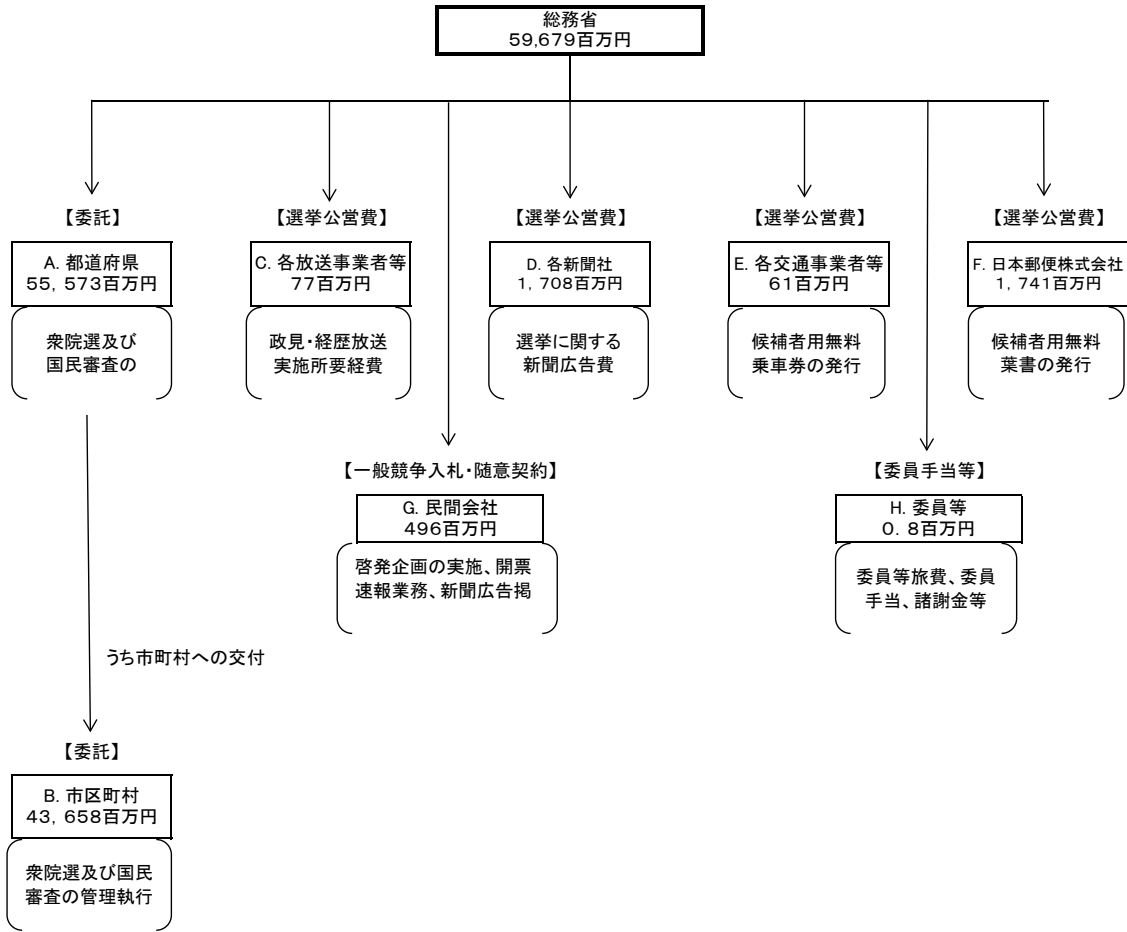 総務省
59,679百万円
【委託】
A. 都道府県
55，573百万円
衆院選及び
国民審査の
【選挙公営費】
C. 各放送事業者等
77百万円
政見・経歴放送
実施所要経費
【選挙公営費】
D. 各新聞社
1，708百万円
選挙に関する
新聞広告費
【選挙公営費】
E. 各交通事業者等
61百万円
候補者用無料
乗車券の発行
【選挙公営費】
F. 日本郵便株式会社
1，741百万円
候補者用無料
葉書の発行
【一般競争入札・随意契約】
G. 民間会社
496百万円
啓発企画の実施、開票
速報業務、新聞広告掲
【委員手当等】
H. 委員等
0．8百万円
委員等旅費、委員
手当、諸謝金等
うち市町村への交付
【委託】
B. 市区町村
43，658百万円
衆院選及び国民
審査の管理執行